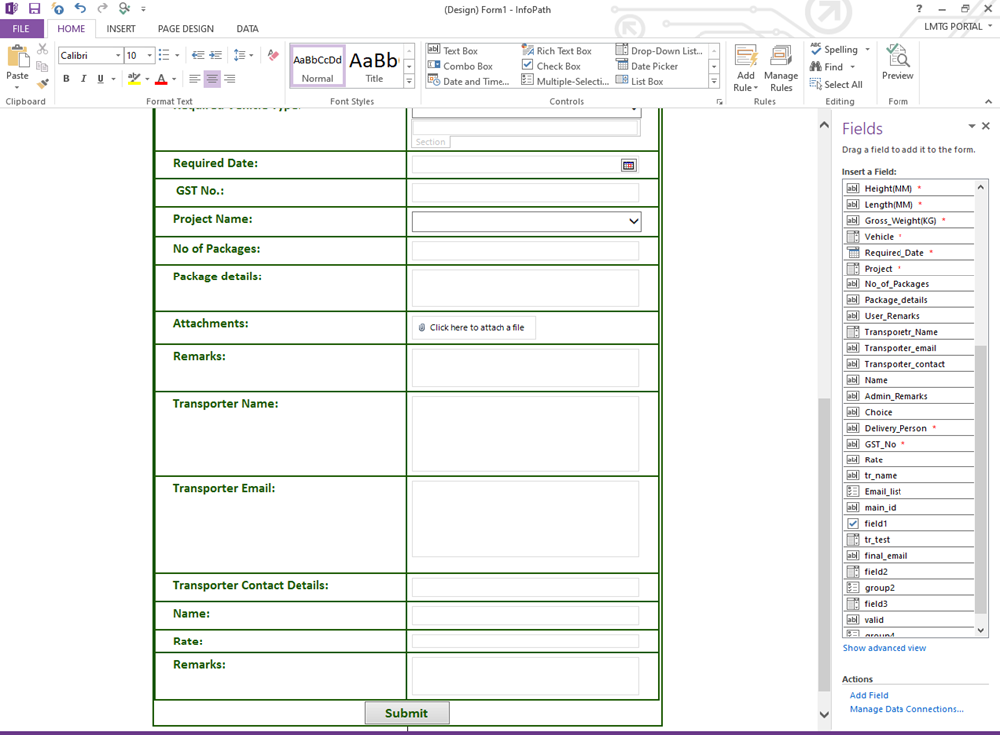 (Design) Form1 - InfoPath
?
FILE HOME INSERT PAGE DESIGN DATA LMTG PORTAL
Paste
Clipboard
Calibri 10
B I U A
Format Text
AaBbCcDd
Normal
AaBb
Title
Font Styles
Text Box Rich Text Box Drop-Down List...
Combo Box Check Box Date Picker
Date and Time... Multiple-Selecti... List Box
Controls
Add Rule
Manage Rules
Rules
Spelling
Find
Select All
Editing
Preview
Form
Section
Required Date:
GST No.:
Project Name:
No of Packages:
Package details:
Attachments: Click here to attach a file
Remarks:
Transporter Name:
Transporter Email:
Transporter Contact Details:
Name:
Rate:
Remarks:
Submit
Fields
Drag a field to add it to the form.
Insert a Field:
Height(MM) *
Length(MM) *
Gross_Weight(KG) *
Vehicle *
Required_Date *
Project *
No_of_Packages
Package_details
User_Remarks
Transporetr_Name
Transporter_email
Transporter_contact
Name
Admin_Remarks
Choice
Delivery_Person *
GST_No *
Rate
tr_name
Email_list
main_id
field1
tr_test
final_email
field2
group2
field3
valid
group4
Show advanced view
Actions
Add Field
Manage Data Connections...